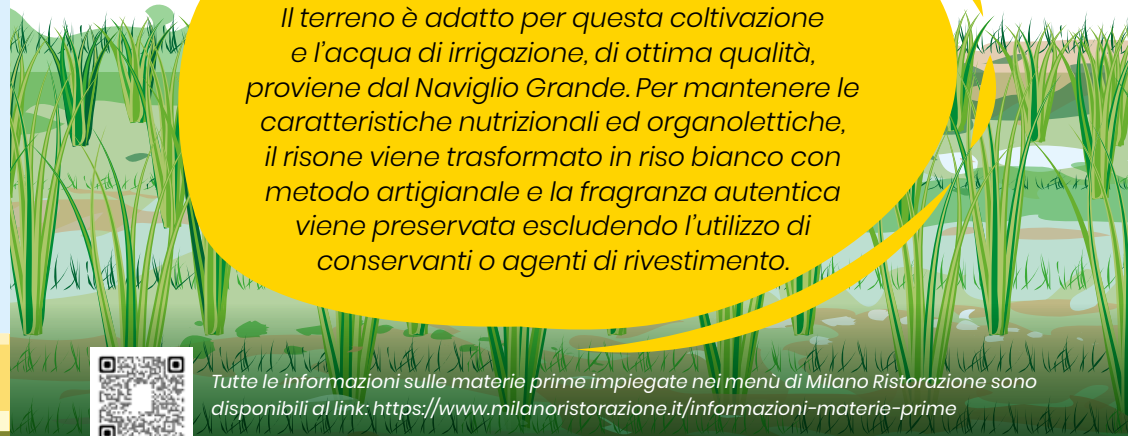 Il terreno è adatto per questa coltivazione
e l’acqua di irrigazione, di ottima qualità,
proviene dal Naviglio Grande. Per mantenere le
caratteristiche nutrizionali ed organolettiche,
il risone viene trasformato in riso bianco con
metodo artigianale e la fragranza autentica
viene preservata escludendo l’utilizzo di
conservanti o agenti di rivestimento.
Tutte le informazioni sulle materie prime impiegate nei menù di Milano Ristorazione sono
disponibili al link: https://www.milanoristorazione.it/informazioni-materie-prime